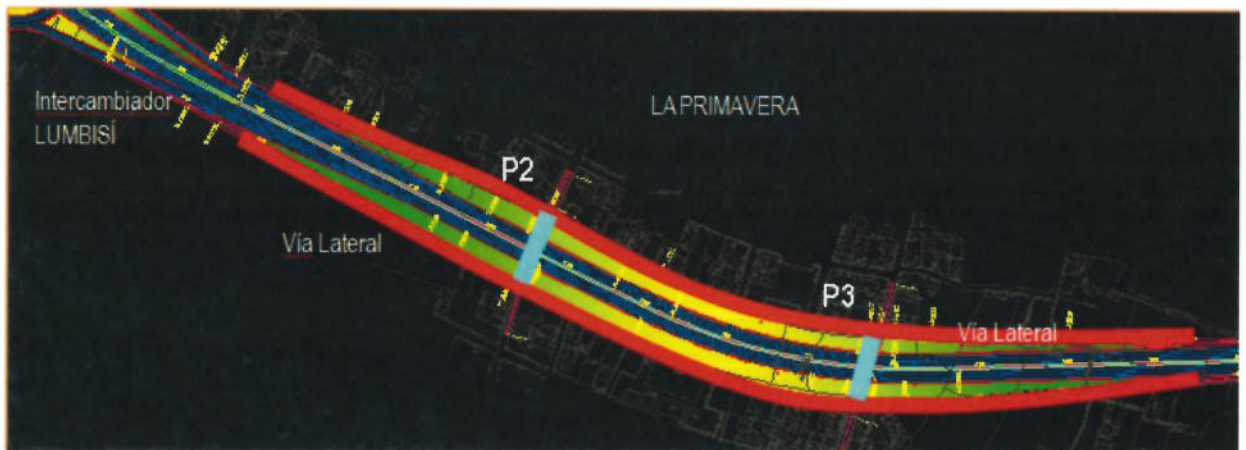 Intercambiador
LUMBISÍ
LA PRIMAVERA
P2
Vía Lateral
P3
Vía Lateral